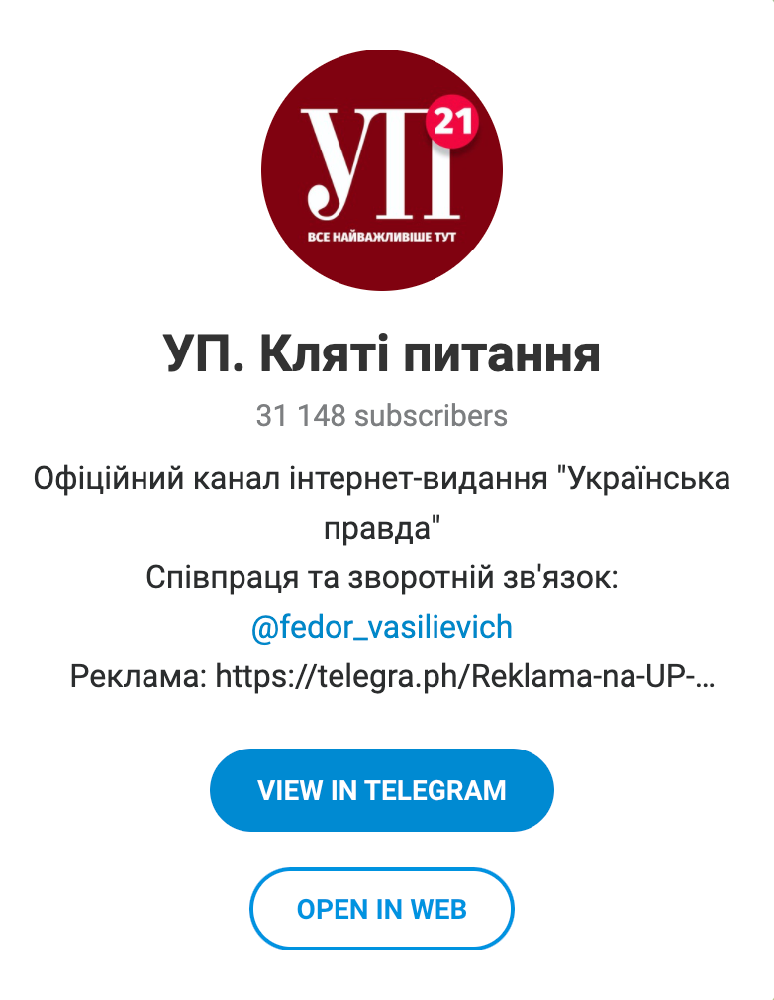 УП
21
ВСЕ НАЙВАЖЛИВІШЕ ТУТ
УП. Кляті питання
31 148 subscribers
Офіційний канал інтернет-видання "Українська
правда"
Співпраця та зворотній зв'язок:
@fedor_vasilievich
Реклама: https://telegra.ph/Reklama-na-UP-...
VIEW IN TELEGRAM
OPEN IN WEB